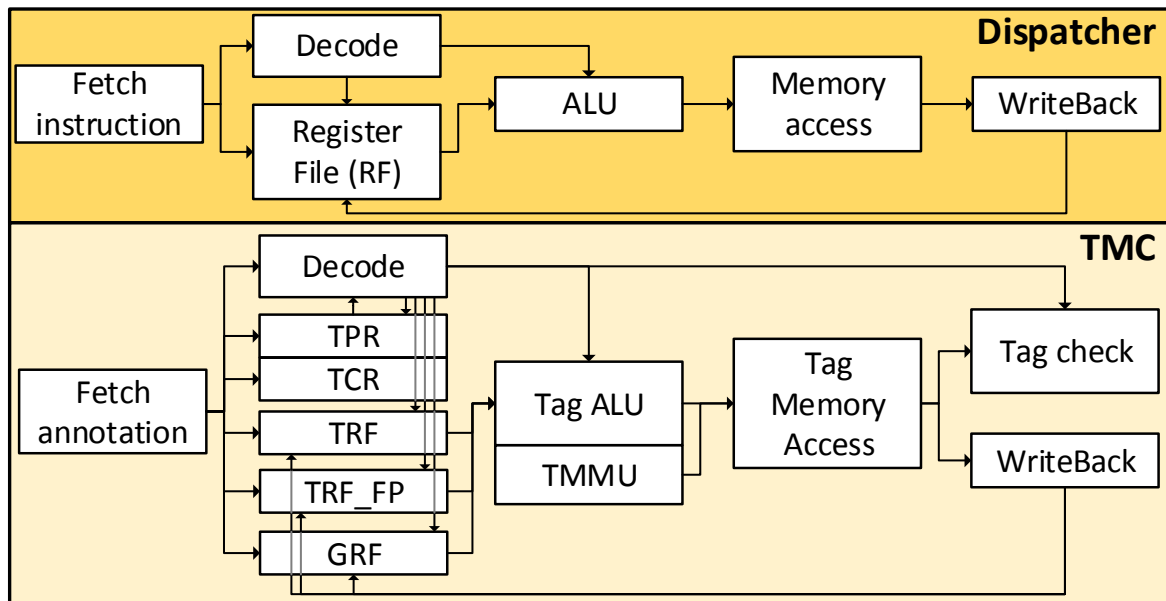 Dispatcher
Decode
Fetch
instruction
Register
File (RF)
ALU
Memory
access
WriteBack
TMC
Decode
TPR
TCR
Fetch
annotation
TRF
TRF_FP
GRF
Tag ALU
TMMU
Tag
Memory
Access
Tag check
WriteBack